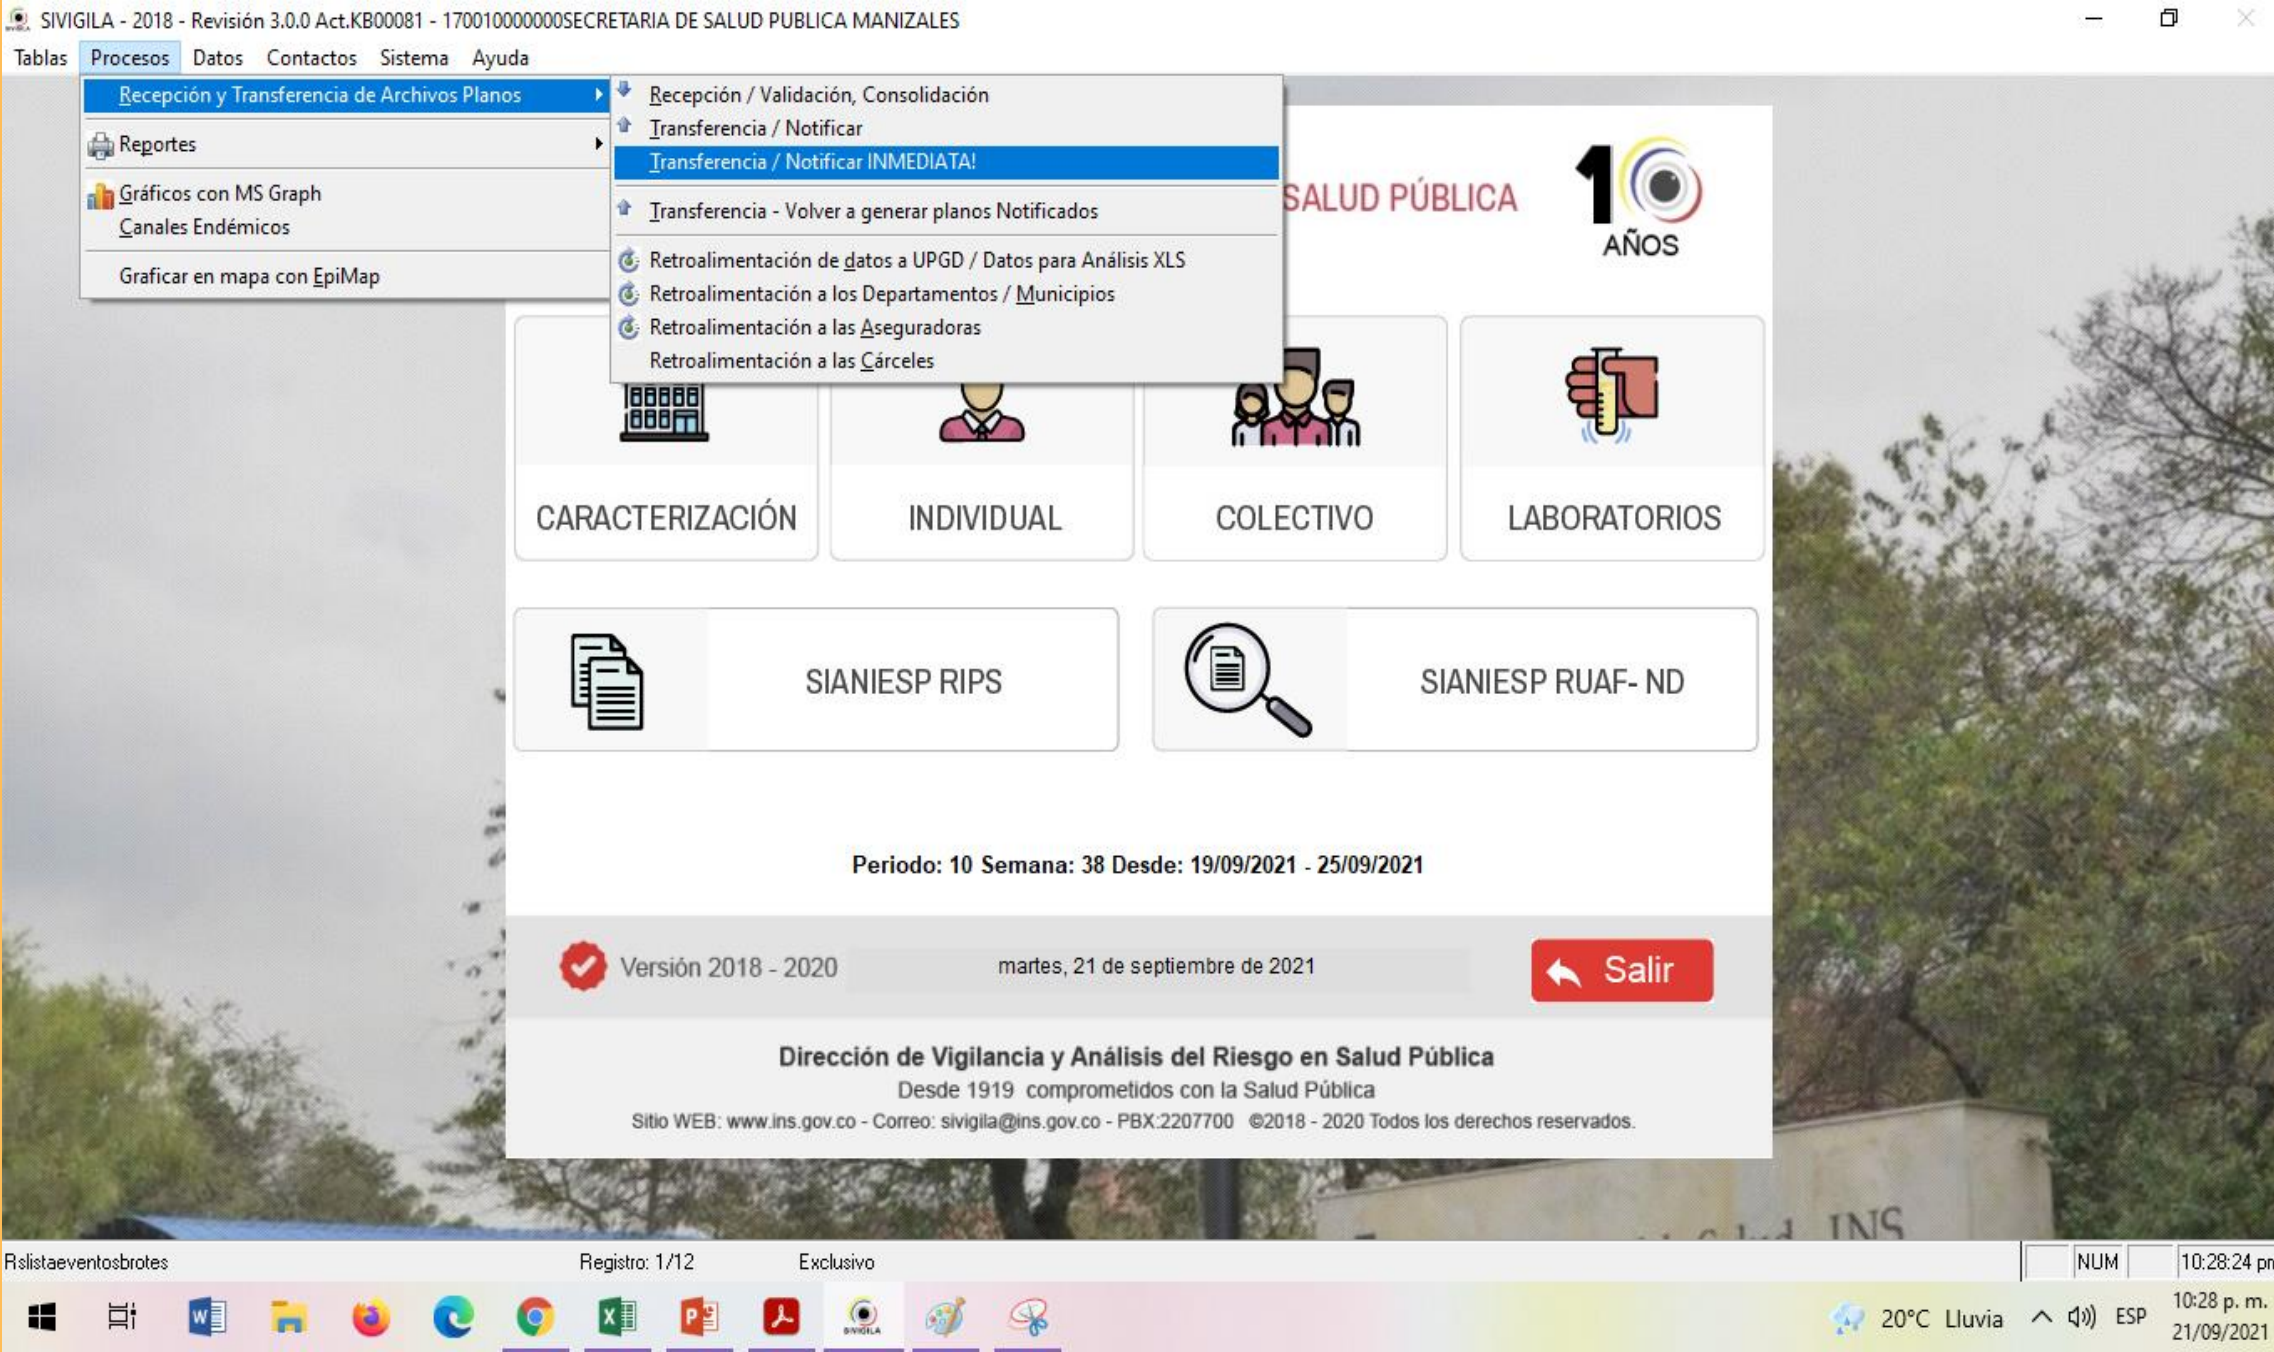 SIVIGILA - 2018 - Revisión 3.0.0 Act.KB00081 - 170010000000SECRETARIA DE SALUD PUBLICA MANIZALES
Tablas Procesos Datos Contactos Sistema Ayuda
Recepción y Transferencia de Archivos Planos
Reportes
Gráficos con MS Graph
Canales Endémicos
Graficar en mapa con EpiMap
Recepción / Validación, Consolidación
Transferencia / Notificar
Transferencia / Notificar INMEDIATA!
Transferencia - Volver a generar planos Notificados
Retroalimentación de datos a UPGD / Datos para Análisis XLS
Retroalimentación a los Departamentos / Municipios
Retroalimentación a las Aseguradoras
Retroalimentación a las Cárceles
SALUD PÚBLICA
10
AÑOS
CARACTERIZACIÓN
INDIVIDUAL
COLECTIVO
LABORATORIOS
SIANIESP RIPS
SIANIESP RUAF- ND
Periodo: 10 Semana: 38 Desde: 19/09/2021 - 25/09/2021
Versión 2018 - 2020
martes, 21 de septiembre de 2021
Salir
Dirección de Vigilancia y Análisis del Riesgo en Salud Pública
Desde 1919 comprometidos con la Salud Pública
Sitio WEB: www.ins.gov.co - Correo: sivigila@ins.gov.co - PBX:2207700 ©2018 - 2020 Todos los derechos reservados.
INS
Rslistaeventosbrotes
Registro: 1/12
Exclusivo
NUM
10:28:24 pm
SIVIGILA
20°C Lluvia
ESP
10:28 p. m.
21/09/2021